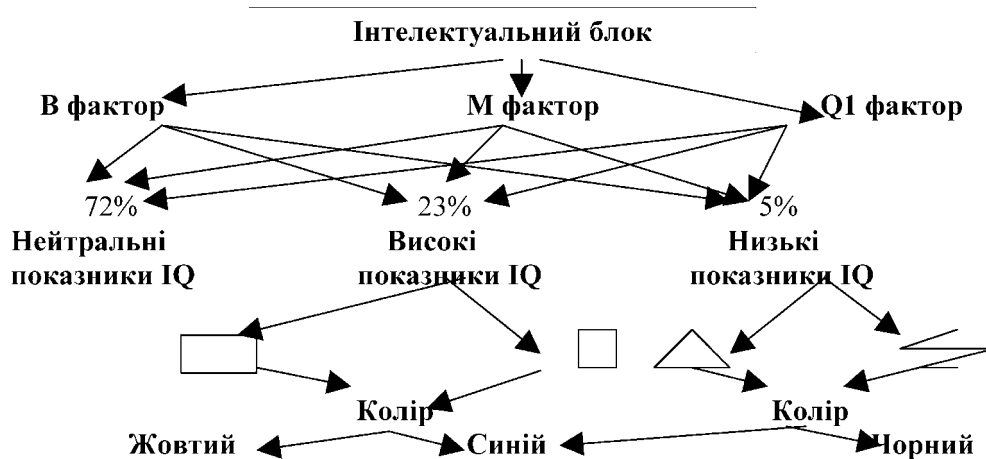 Інтелектуальний блок
В фактор М фактор Q1 фактор
72% 23% 5%
Нейтральні Високі Низькі
показники IQ показники IQ показники IQ
Колір Колір
Жовтий Синій Чорний